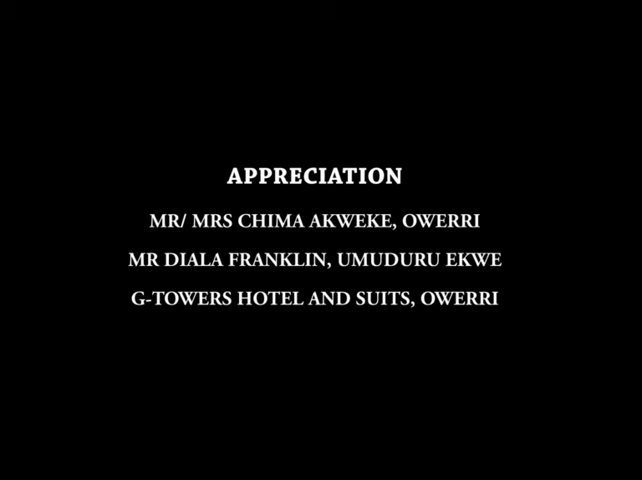 APPRECIATION
MR/ MRS CHIMA AKWEKE, OWERRI
MR DIALA FRANKLIN, UMUDURU EKWE
G-TOWERS HOTEL AND SUITS, OWERRI